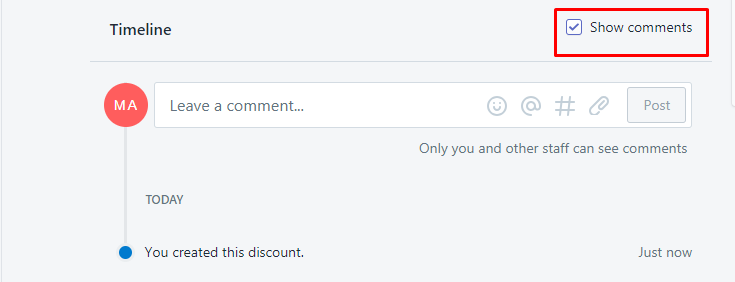 Timeline
Show comments
MA
Leave a comment...
Post
Only you and other staff can see comments
TODAY
You created this discount.
Just now